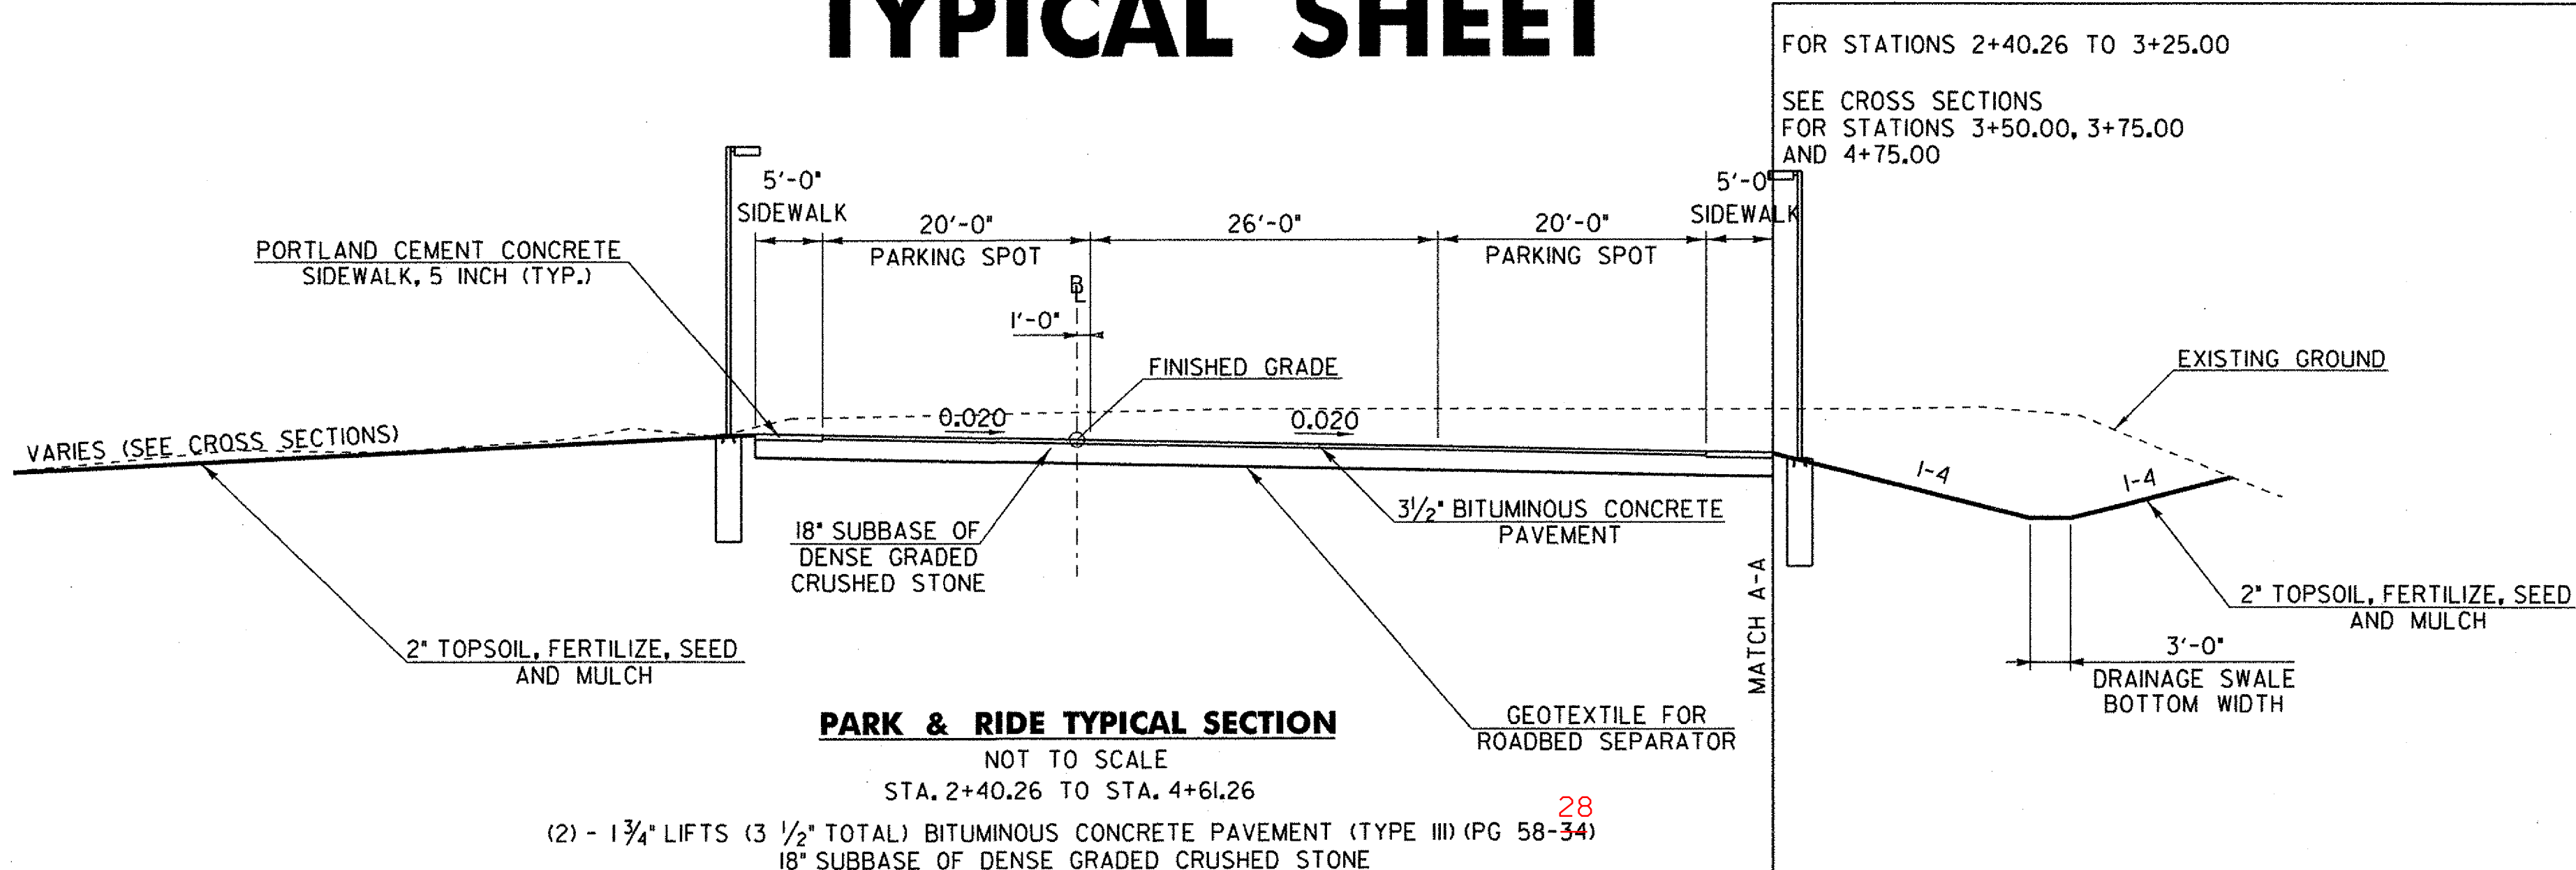 TYPICAL SHEET
FOR STATIONS 2+40.26 TO 3+25.00
SEE CROSS SECTIONS
FOR STATIONS 3+50.00, 3+75.00
AND 4+75.00
5'-0"
SIDEWALK
20'-0"
PARKING SPOT
26'-0"
20'-0"
PARKING SPOT
5'-0"
SIDEWALK
PORTLAND CEMENT CONCRETE
SIDEWALK, 5 INCH (TYP.)
BL
1'-0"
FINISHED GRADE
EXISTING GROUND
0.020
0.020
VARIES (SEE CROSS SECTIONS)
1-4
1-4
18" SUBBASE OF
DENSE GRADED
CRUSHED STONE
3 1/2" BITUMINOUS CONCRETE
PAVEMENT
MATCH A-A
2" TOPSOIL, FERTILIZE, SEED
AND MULCH
2" TOPSOIL, FERTILIZE, SEED
AND MULCH
3'-0"
DRAINAGE SWALE
BOTTOM WIDTH
GEOTEXTILE FOR
ROADBED SEPARATOR
PARK & RIDE TYPICAL SECTION
NOT TO SCALE
STA. 2+40.26 TO STA. 4+61.26
28
(2) - 1 3/4" LIFTS (3 1/2" TOTAL) BITUMINOUS CONCRETE PAVEMENT (TYPE III) (PG 58-34)
18" SUBBASE OF DENSE GRADED CRUSHED STONE